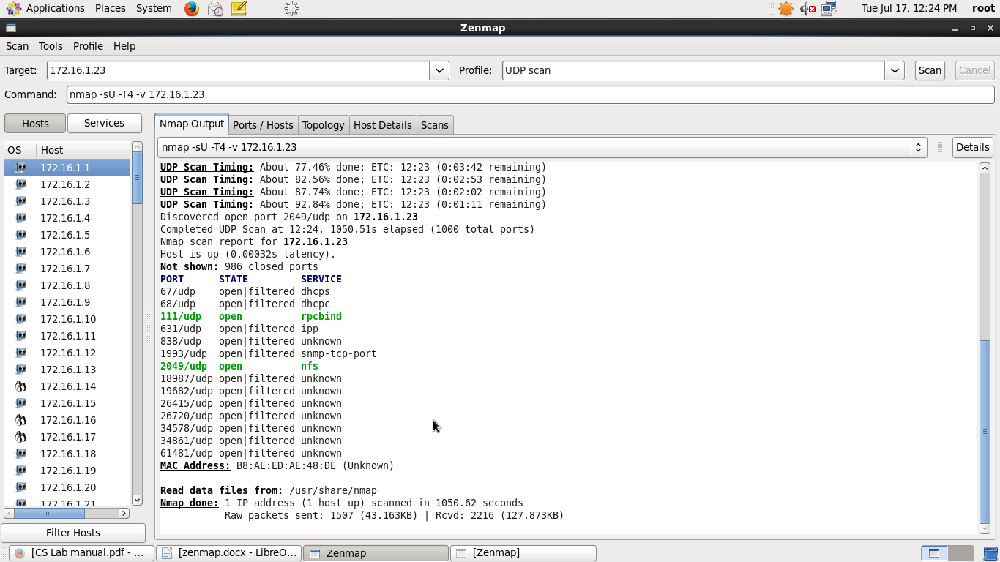 Applications Places System Tue Jul 17, 12:24 PM root
Zenmap
Scan Tools Profile Help
Target: 172.16.1.23 Profile: UDP scan Scan Cancel
Command: nmap -sU -T4 -v 172.16.1.23
Hosts Services
OS Host
172.16.1.1
172.16.1.2
172.16.1.3
172.16.1.4
172.16.1.5
172.16.1.6
172.16.1.7
172.16.1.8
172.16.1.9
172.16.1.10
172.16.1.11
172.16.1.12
172.16.1.13
172.16.1.14
172.16.1.15
172.16.1.16
172.16.1.17
172.16.1.18
172.16.1.19
172.16.1.20
172.16.1.21
Filter Hosts
Nmap Output Ports / Hosts Topology Host Details Scans
nmap -sU -T4 -v 172.16.1.23 Details
UDP Scan Timing: About 77.46% done; ETC: 12:23 (0:03:42 remaining)
UDP Scan Timing: About 82.56% done; ETC: 12:23 (0:02:53 remaining)
UDP Scan Timing: About 87.74% done; ETC: 12:23 (0:02:02 remaining)
UDP Scan Timing: About 92.84% done; ETC: 12:23 (0:01:11 remaining)
Discovered open port 2049/udp on 172.16.1.23
Completed UDP Scan at 12:24, 1050.51s elapsed (1000 total ports)
Nmap scan report for 172.16.1.23
Host is up (0.00032s latency).
Not shown: 986 closed ports
PORT STATE SERVICE
67/udp open|filtered dhcps
68/udp open|filtered dhcpc
111/udp open rpcbind
631/udp open|filtered ipp
838/udp open|filtered unknown
1993/udp open|filtered snmp-tcp-port
2049/udp open nfs
18987/udp open|filtered unknown
19682/udp open|filtered unknown
26415/udp open|filtered unknown
26720/udp open|filtered unknown
34578/udp open|filtered unknown
34861/udp open|filtered unknown
61481/udp open|filtered unknown
MAC Address: B8:AE:ED:AE:48:DE (Unknown)
Read data files from: /usr/share/nmap
Nmap done: 1 IP address (1 host up) scanned in 1050.62 seconds
Raw packets sent: 1507 (43.163KB) | Rcvd: 2216 (127.873KB)
[CS Lab manual.pdf - ... [zenmap.docx - LibreO... Zenmap [Zenmap]